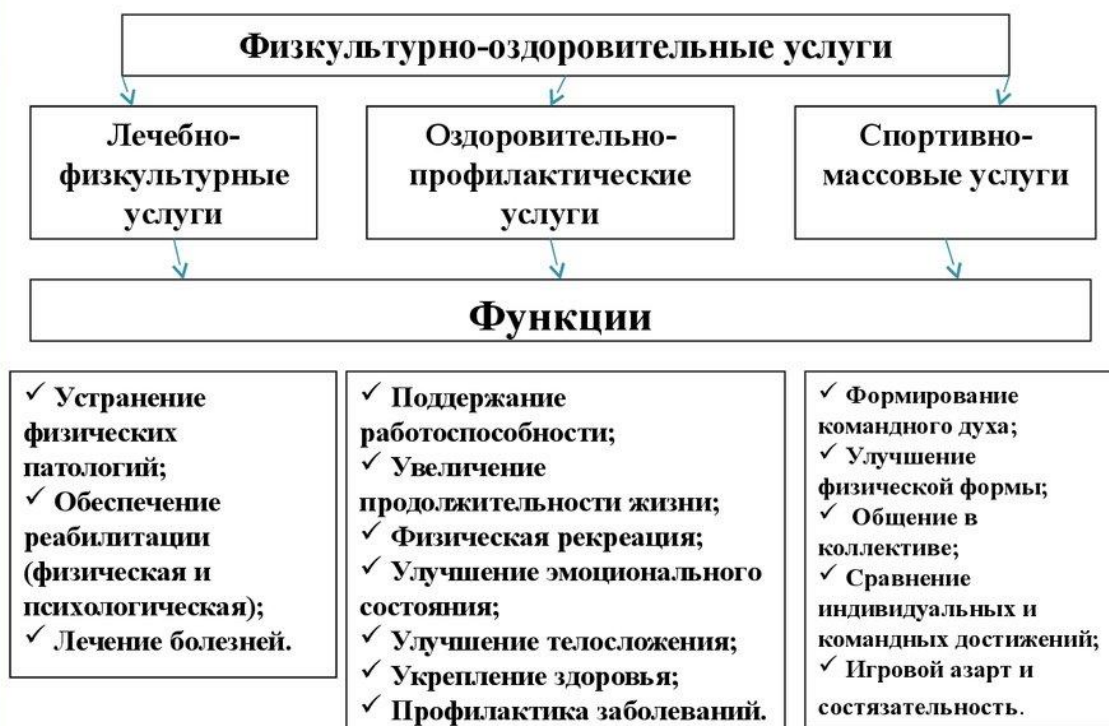 Физкультурно-оздоровительные услуги
Лечебно-
физкультурные
услуги
Оздоровительно-
профилактические
услуги
Спортивно-
массовые услуги
Функции
✓ Устранение
физических
патологий;
✓ Обеспечение
реабилитации
(физическая и
психологическая);
✓ Лечение болезней.
✓ Поддержание
работоспособности;
✓ Увеличение
продолжительности жизни;
✓ Физическая рекреация;
✓ Улучшение эмоционального
состояния;
✓ Улучшение телосложения;
✓ Укрепление здоровья;
✓ Профилактика заболеваний.
✓ Формирование
командного духа;
✓ Улучшение
физической формы;
✓ Общение в
коллективе;
✓ Сравнение
индивидуальных и
командных достижений;
✓ Игровой азарт и
состязательность.